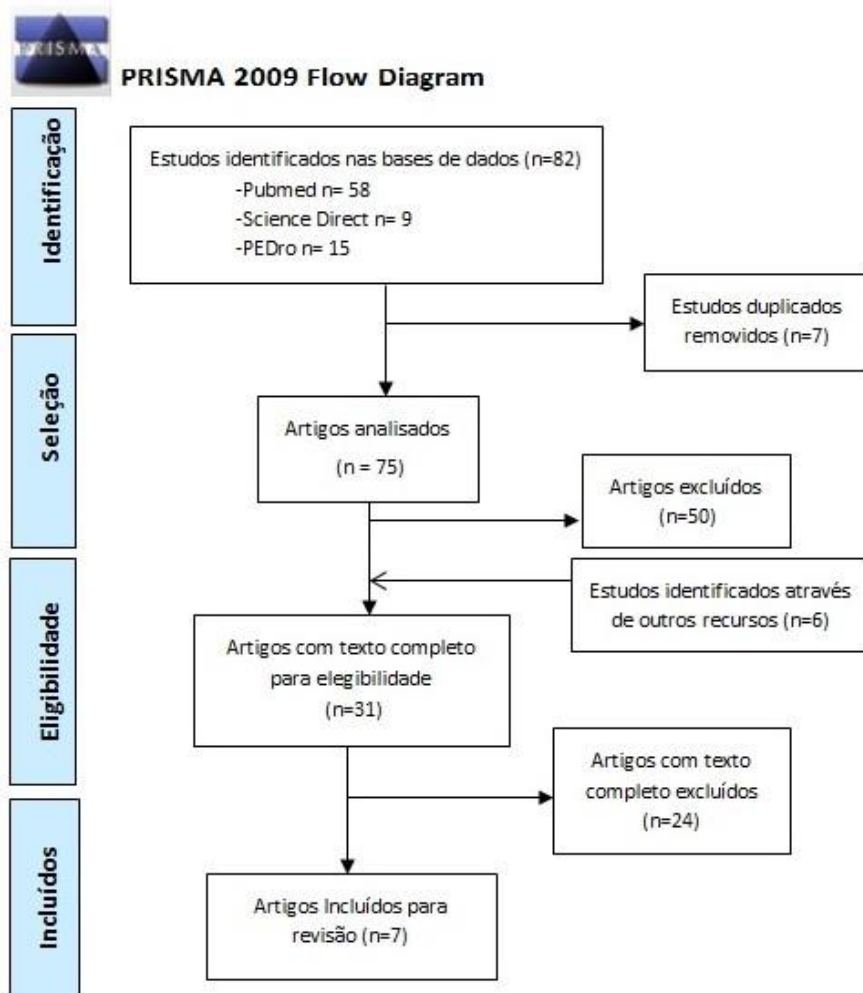 PRISMA
PRISMA 2009 Flow Diagram
Identificação
Estudos identificados nas bases de dados (n=82)
-Pubmed n= 58
-Science Direct n= 9
-PEDro n= 15
Estudos duplicados
removidos (n=7)
Seleção
Artigos analisados
(n = 75)
Artigos excluídos
(n=50)
Eligibilidade
Estudos identificados através
de outros recursos (n=6)
Artigos com texto completo
para elegibilidade
(n=31)
Artigos com texto
completo excluídos
(n=24)
Incluídos
Artigos Incluídos para
revisão (n=7)